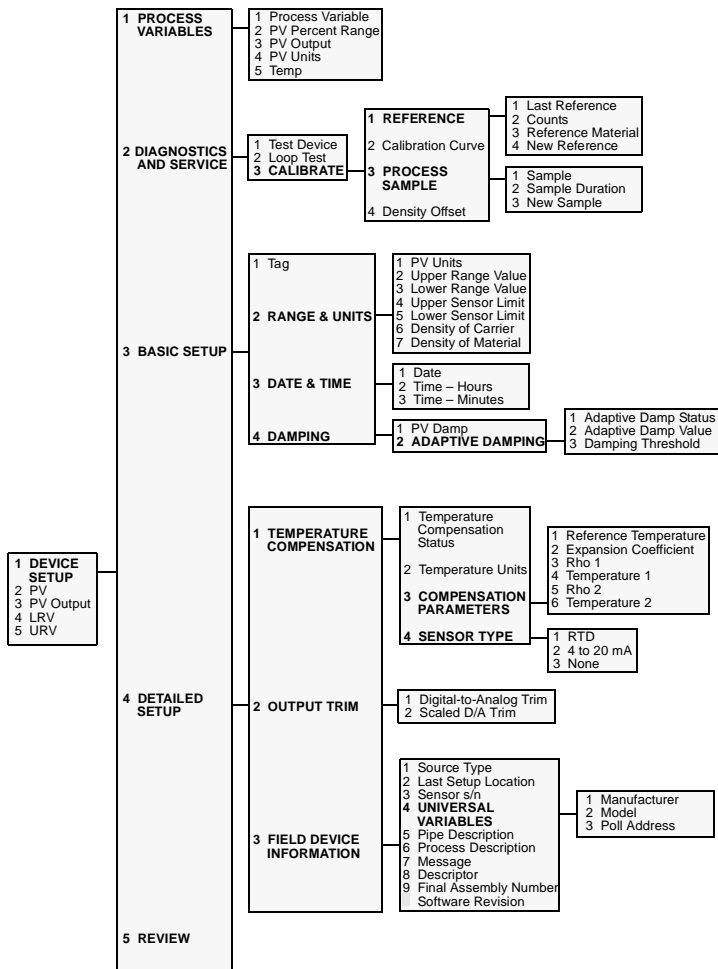 1 DEVICE
SETUP
2 PV
3 PV Output
4 LRV
5 URV
1 PROCESS
VARIABLES
1 Process Variable
2 PV Percent Range
3 PV Output
4 PV Units
5 Temp
2 DIAGNOSTICS
AND SERVICE
1 Test Device
2 Loop Test
3 CALIBRATE
1 REFERENCE
2 Calibration Curve
3 PROCESS
SAMPLE
4 Density Offset
1 Last Reference
2 Counts
3 Reference Material
4 New Reference
1 Sample
2 Sample Duration
3 New Sample
3 BASIC SETUP
1 Tag
2 RANGE & UNITS
3 DATE & TIME
4 DAMPING
1 PV Units
2 Upper Range Value
3 Lower Range Value
4 Upper Sensor Limit
5 Lower Sensor Limit
6 Density of Carrier
7 Density of Material
1 Date
2 Time – Hours
3 Time – Minutes
1 PV Damp
2 ADAPTIVE DAMPING
1 Adaptive Damp Status
2 Adaptive Damp Value
3 Damping Threshold
4 DETAILED
SETUP
1 TEMPERATURE
COMPENSATION
2 OUTPUT TRIM
3 FIELD DEVICE
INFORMATION
1 Temperature
Compensation
Status
2 Temperature Units
3 COMPENSATION
PARAMETERS
4 SENSOR TYPE
1 Reference Temperature
2 Expansion Coefficient
3 Rho 1
4 Temperature 1
5 Rho 2
6 Temperature 2
1 RTD
2 4 to 20 mA
3 None
1 Digital-to-Analog Trim
2 Scaled D/A Trim
1 Source Type
2 Last Setup Location
3 Sensor s/n
4 UNIVERSAL
VARIABLES
5 Pipe Description
6 Process Description
7 Message
8 Descriptor
9 Final Assembly Number
Software Revision
1 Manufacturer
2 Model
3 Poll Address
5 REVIEW